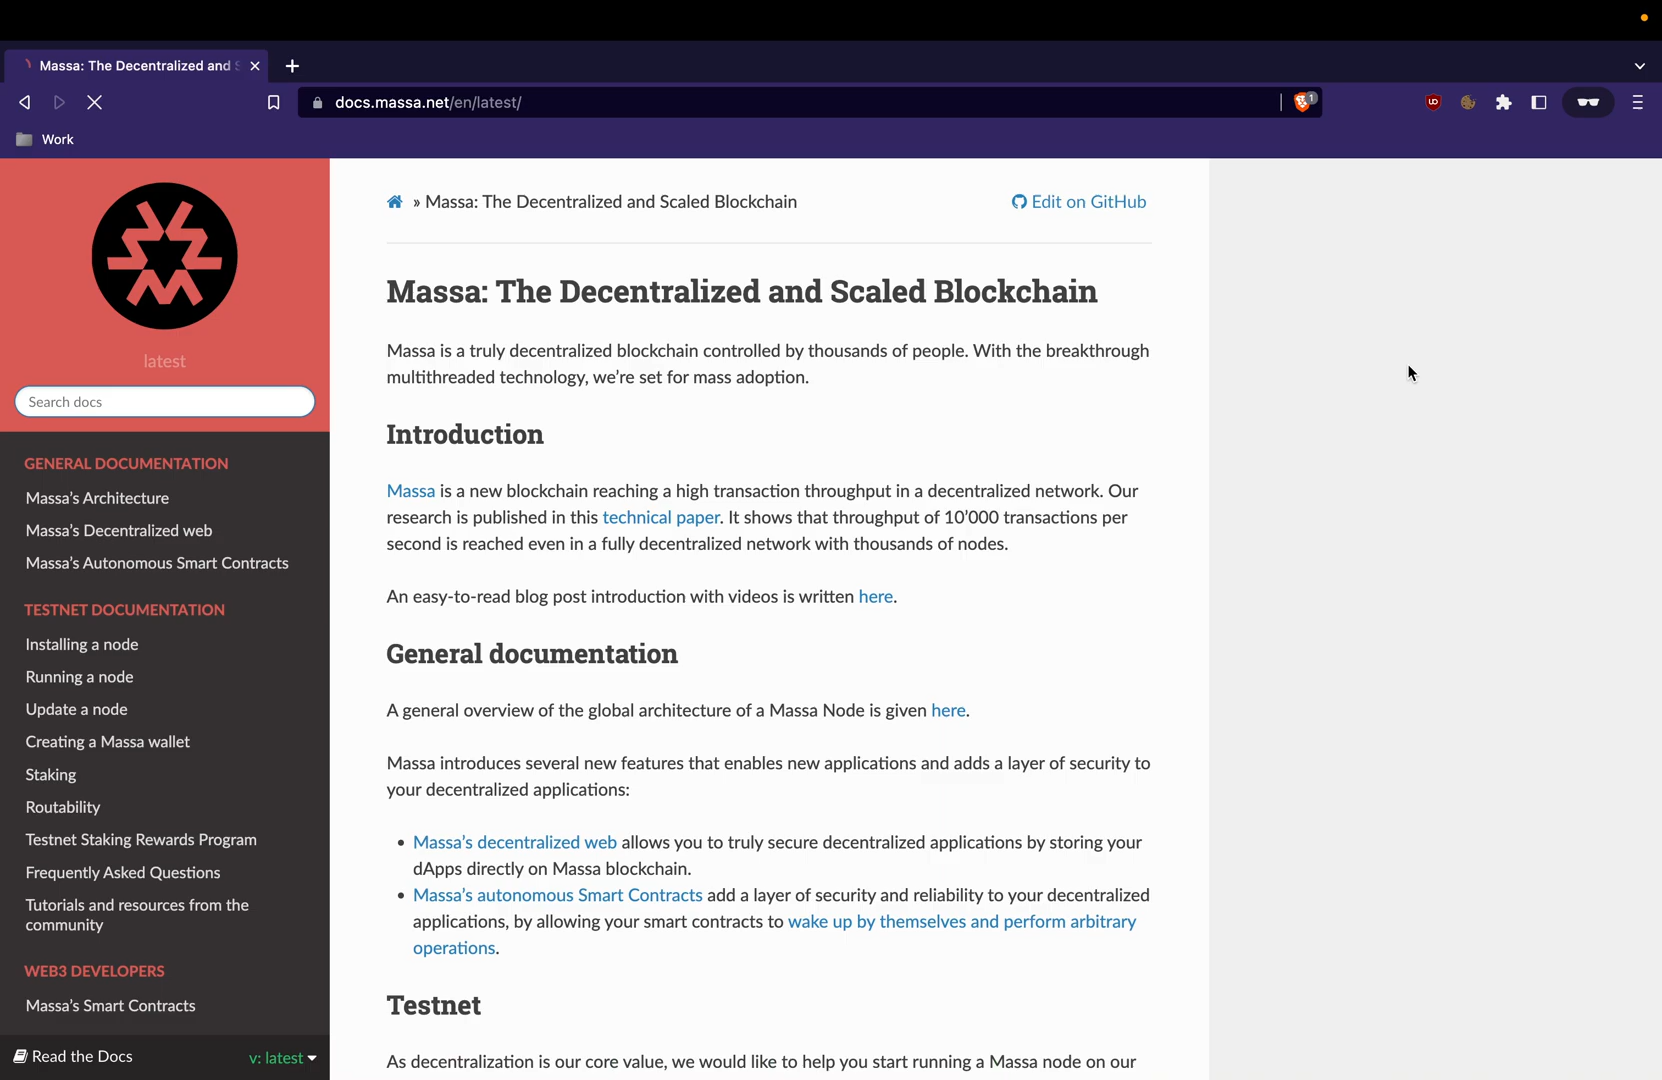 Massa: The Decentralized and
docs.massa.net/en/latest/
1
Work
latest
Search docs
GENERAL DOCUMENTATION
Massa's Architecture
Massa's Decentralized web
Massa's Autonomous Smart Contracts
TESTNET DOCUMENTATION
Installing a node
Running a node
Update a node
Creating a Massa wallet
Staking
Routability
Testnet Staking Rewards Program
Frequently Asked Questions
Tutorials and resources from the
community
WEB3 DEVELOPERS
Massa's Smart Contracts
Read the Docs v: latest
» Massa: The Decentralized and Scaled Blockchain
Edit on GitHub
Massa: The Decentralized and Scaled Blockchain
Massa is a truly decentralized blockchain controlled by thousands of people. With the breakthrough
multithreaded technology, we’re set for mass adoption.
Introduction
Massa is a new blockchain reaching a high transaction throughput in a decentralized network. Our
research is published in this technical paper. It shows that throughput of 10’000 transactions per
second is reached even in a fully decentralized network with thousands of nodes.
An easy-to-read blog post introduction with videos is written here.
General documentation
A general overview of the global architecture of a Massa Node is given here.
Massa introduces several new features that enables new applications and adds a layer of security to
your decentralized applications:
• Massa’s decentralized web allows you to truly secure decentralized applications by storing your
dApps directly on Massa blockchain.
• Massa’s autonomous Smart Contracts add a layer of security and reliability to your decentralized
applications, by allowing your smart contracts to wake up by themselves and perform arbitrary
operations.
Testnet
As decentralization is our core value, we would like to help you start running a Massa node on our